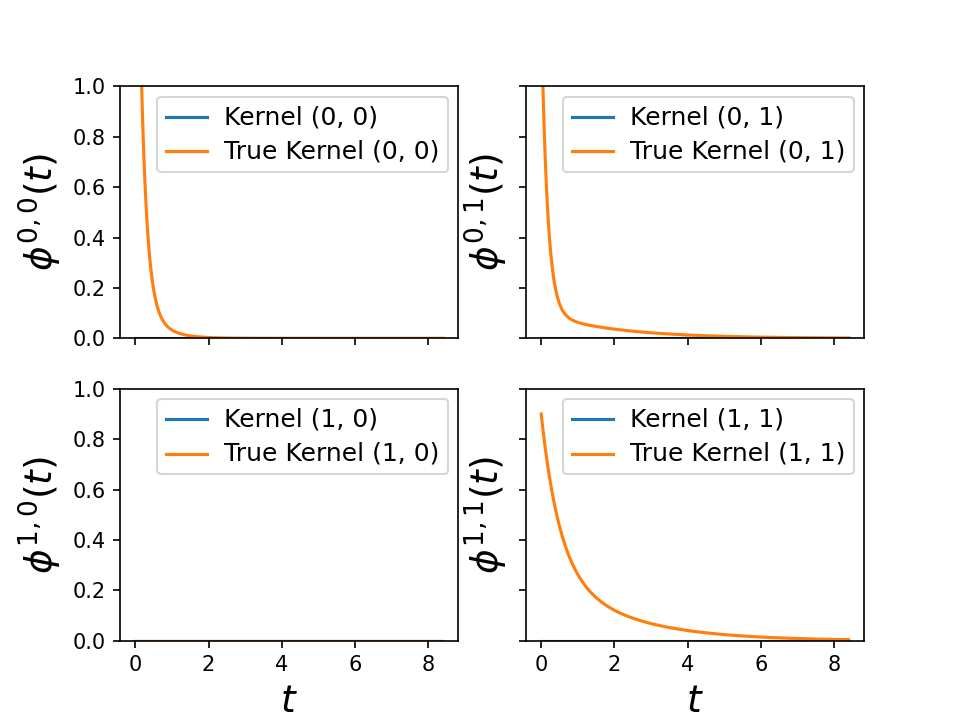 1.0
0.8
0.6
0.4
0.2
0.0
ϕ^{0,0}(t)
Kernel (0, 0)
True Kernel (0, 0)
0
2
4
6
8
ϕ^{0,1}(t)
Kernel (0, 1)
True Kernel (0, 1)
1.0
0.8
0.6
0.4
0.2
0.0
ϕ^{1,0}(t)
Kernel (1, 0)
True Kernel (1, 0)
t
ϕ^{1,1}(t)
Kernel (1, 1)
True Kernel (1, 1)
0
2
4
6
8
t